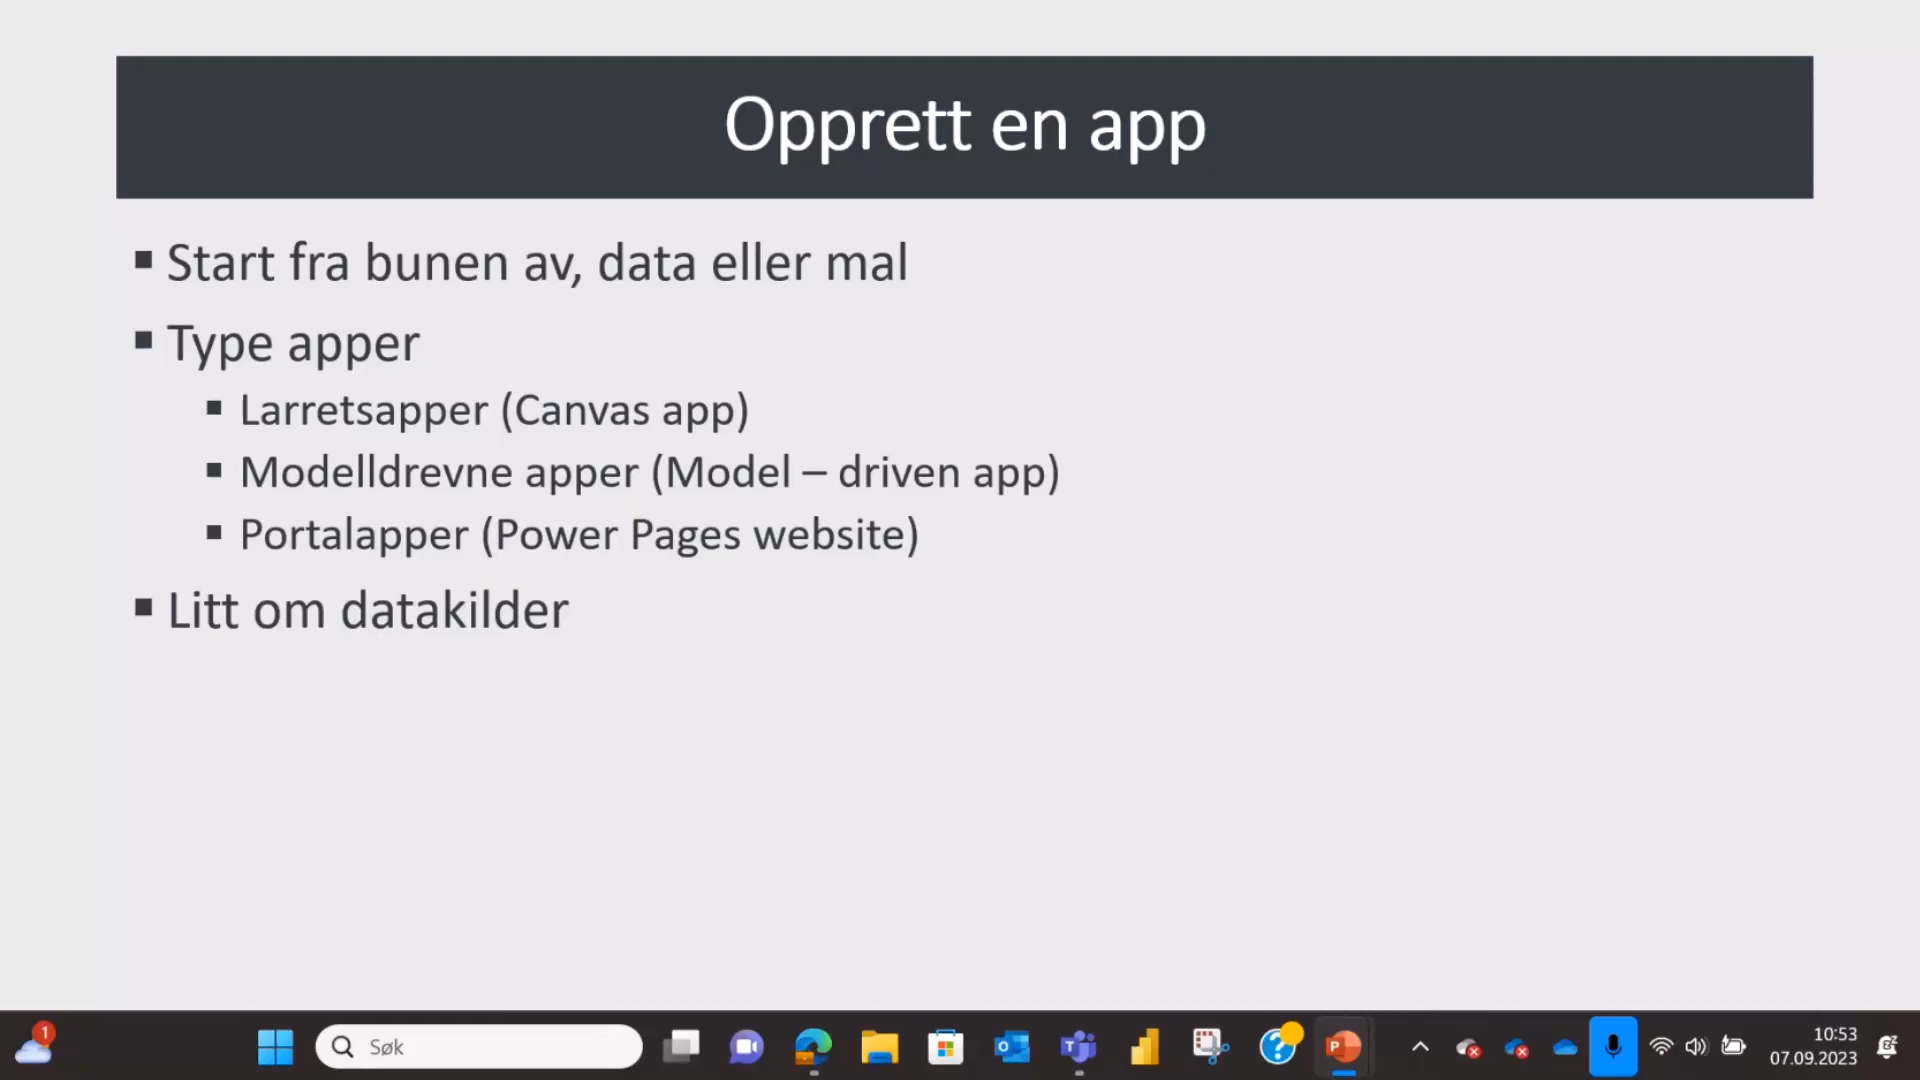 Opprett en app
Start fra bunen av, data eller mal
Type apper
Larretsapper (Canvas app)
Modelldrevne apper (Model – driven app)
Portalapper (Power Pages website)
Litt om datakilder
1
Søk
10:53
07.09.2023